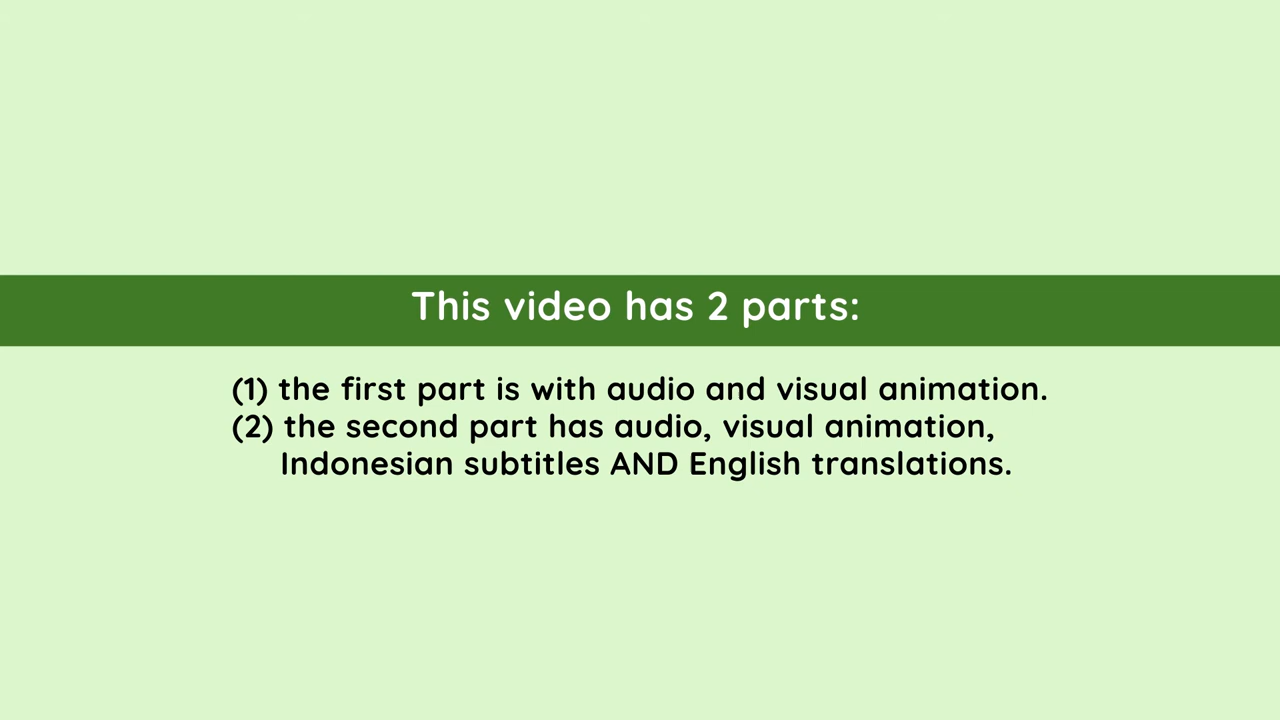 This video has 2 parts:
(1) the first part is with audio and visual animation.
(2) the second part has audio, visual animation,
Indonesian subtitles AND English translations.